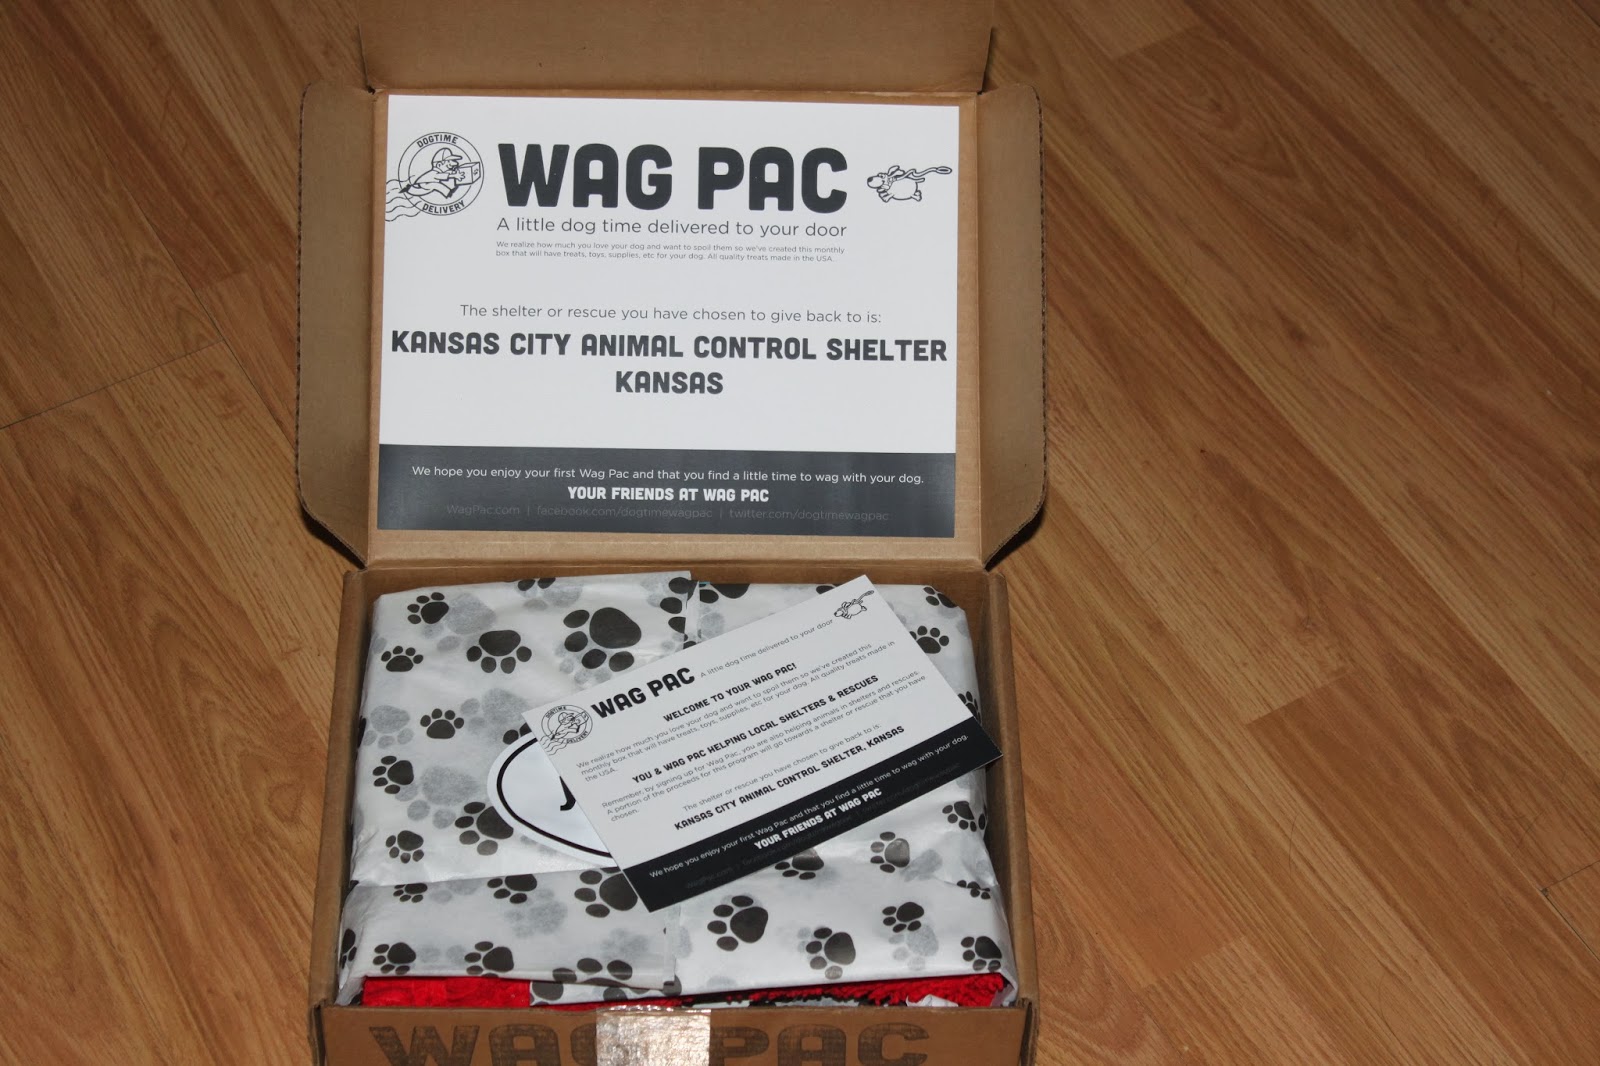 DOGTIME
DELIVERY
WAG PAC
A little dog time delivered to your door
We realize how much you love your dog and want to spoil them so we've created this monthly
box that will have treats, toys, supplies, etc for your dog. All quality treats made in the USA.
The shelter or rescue you have chosen to give back to is:
KANSAS CITY ANIMAL CONTROL SHELTER
KANSAS
We hope you enjoy your first Wag Pac and that you find a little time to wag with your dog.
YOUR FRIENDS AT WAG PAC
WagPac.com | facebook.com/dogtimewagpac | twitter.com/dogtimewagpac
DOGTIME
DELIVERY
WAG PAC A little dog time delivered to your door
WELCOME TO YOUR WAG PAC!
We realize how much you love your dog and want to spoil them so we've created this
monthly box that will have treats, toys, supplies, etc for your dog. All quality treats made in
the USA.
YOU & WAG PAC HELPING LOCAL SHELTERS & RESCUES
Remember, by signing up for Wag Pac, you are also helping animals in shelters and rescues.
A portion of the proceeds for this program will go towards a shelter or rescue that you have
chosen.
The shelter or rescue you have chosen to give back to is:
KANSAS CITY ANIMAL CONTROL SHELTER, KANSAS
We hope you enjoy your first Wag Pac and that you find a little time to wag with your dog.
YOUR FRIENDS AT WAG PAC
WagPac.com
WAG PAC